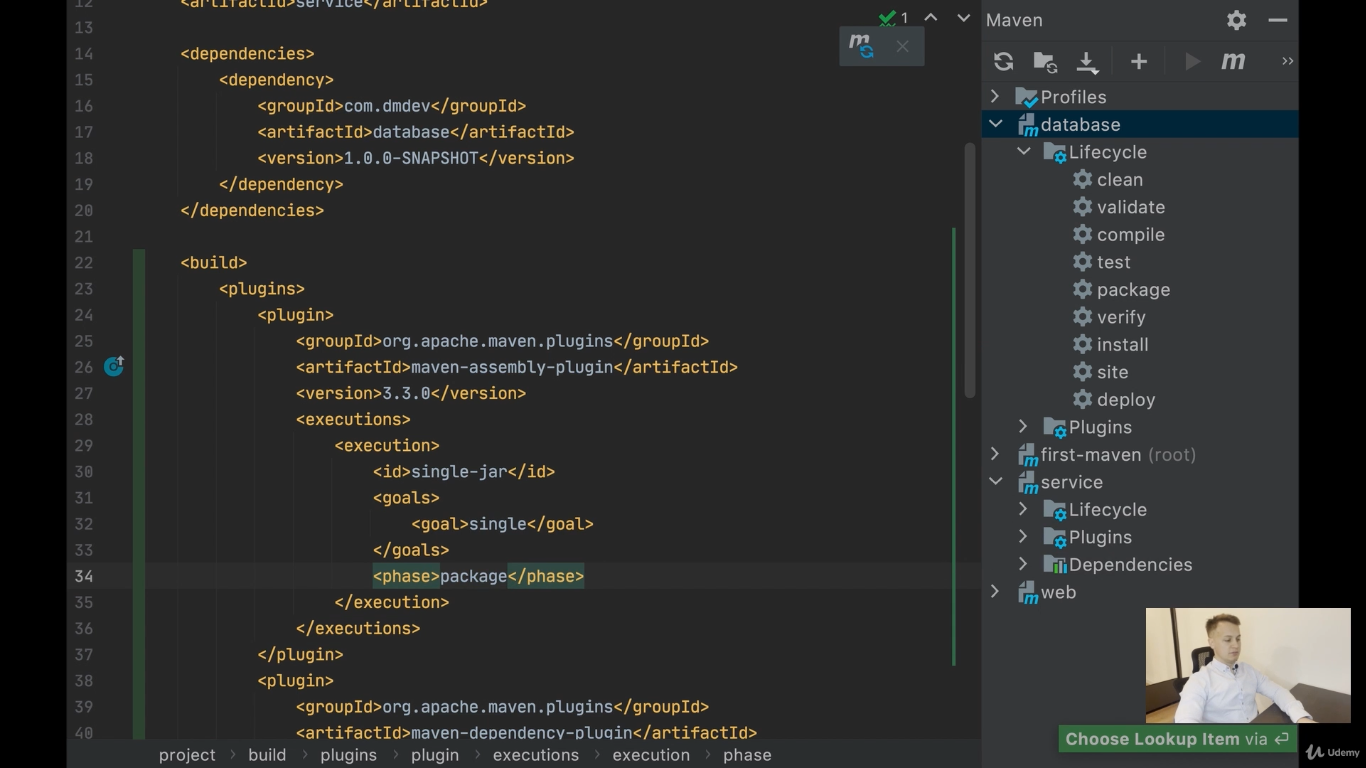 12 <artifactId>service</artifactId>
13
14 <dependencies>
15 <dependency>
16 <groupId>com.dmdev</groupId>
17 <artifactId>database</artifactId>
18 <version>1.0.0-SNAPSHOT</version>
19 </dependency>
20 </dependencies>
21
22 <build>
23 <plugins>
24 <plugin>
25 <groupId>org.apache.maven.plugins</groupId>
26 <artifactId>maven-assembly-plugin</artifactId>
27 <version>3.3.0</version>
28 <executions>
29 <execution>
30 <id>single-jar</id>
31 <goals>
32 <goal>single</goal>
33 </goals>
34 <phase>package</phase>
35 </execution>
36 </executions>
37 </plugin>
38 <plugin>
39 <groupId>org.apache.maven.plugins</groupId>
40 <artifactId>maven-dependency-plugin</artifactId>
project > build > plugins > plugin > executions > execution > phase
1
m
Maven
m
Profiles
database
Lifecycle
clean
validate
compile
test
package
verify
install
site
deploy
Plugins
first-maven (root)
service
Lifecycle
Plugins
Dependencies
web
Choose Lookup Item via ⏎
Udemy